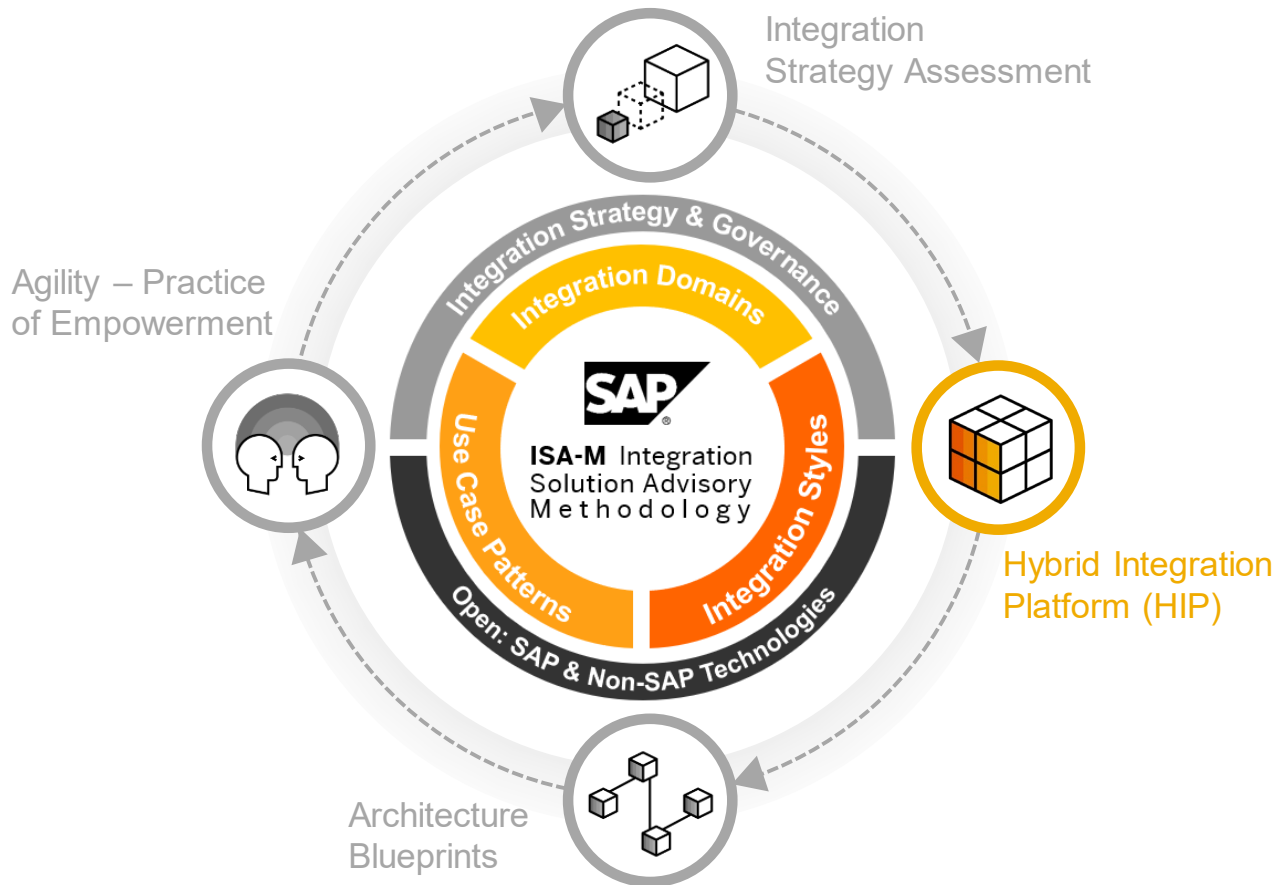 Integration
Strategy Assessment
Integration Strategy & Governance
Integration Domains
Agility – Practice
of Empowerment
SAP
®
ISA-M Integration
Solution Advisory
Methodology
Use Case Patterns
Integration Styles
Hybrid Integration
Platform (HIP)
Open: SAP & Non-SAP Technologies
Architecture
Blueprints